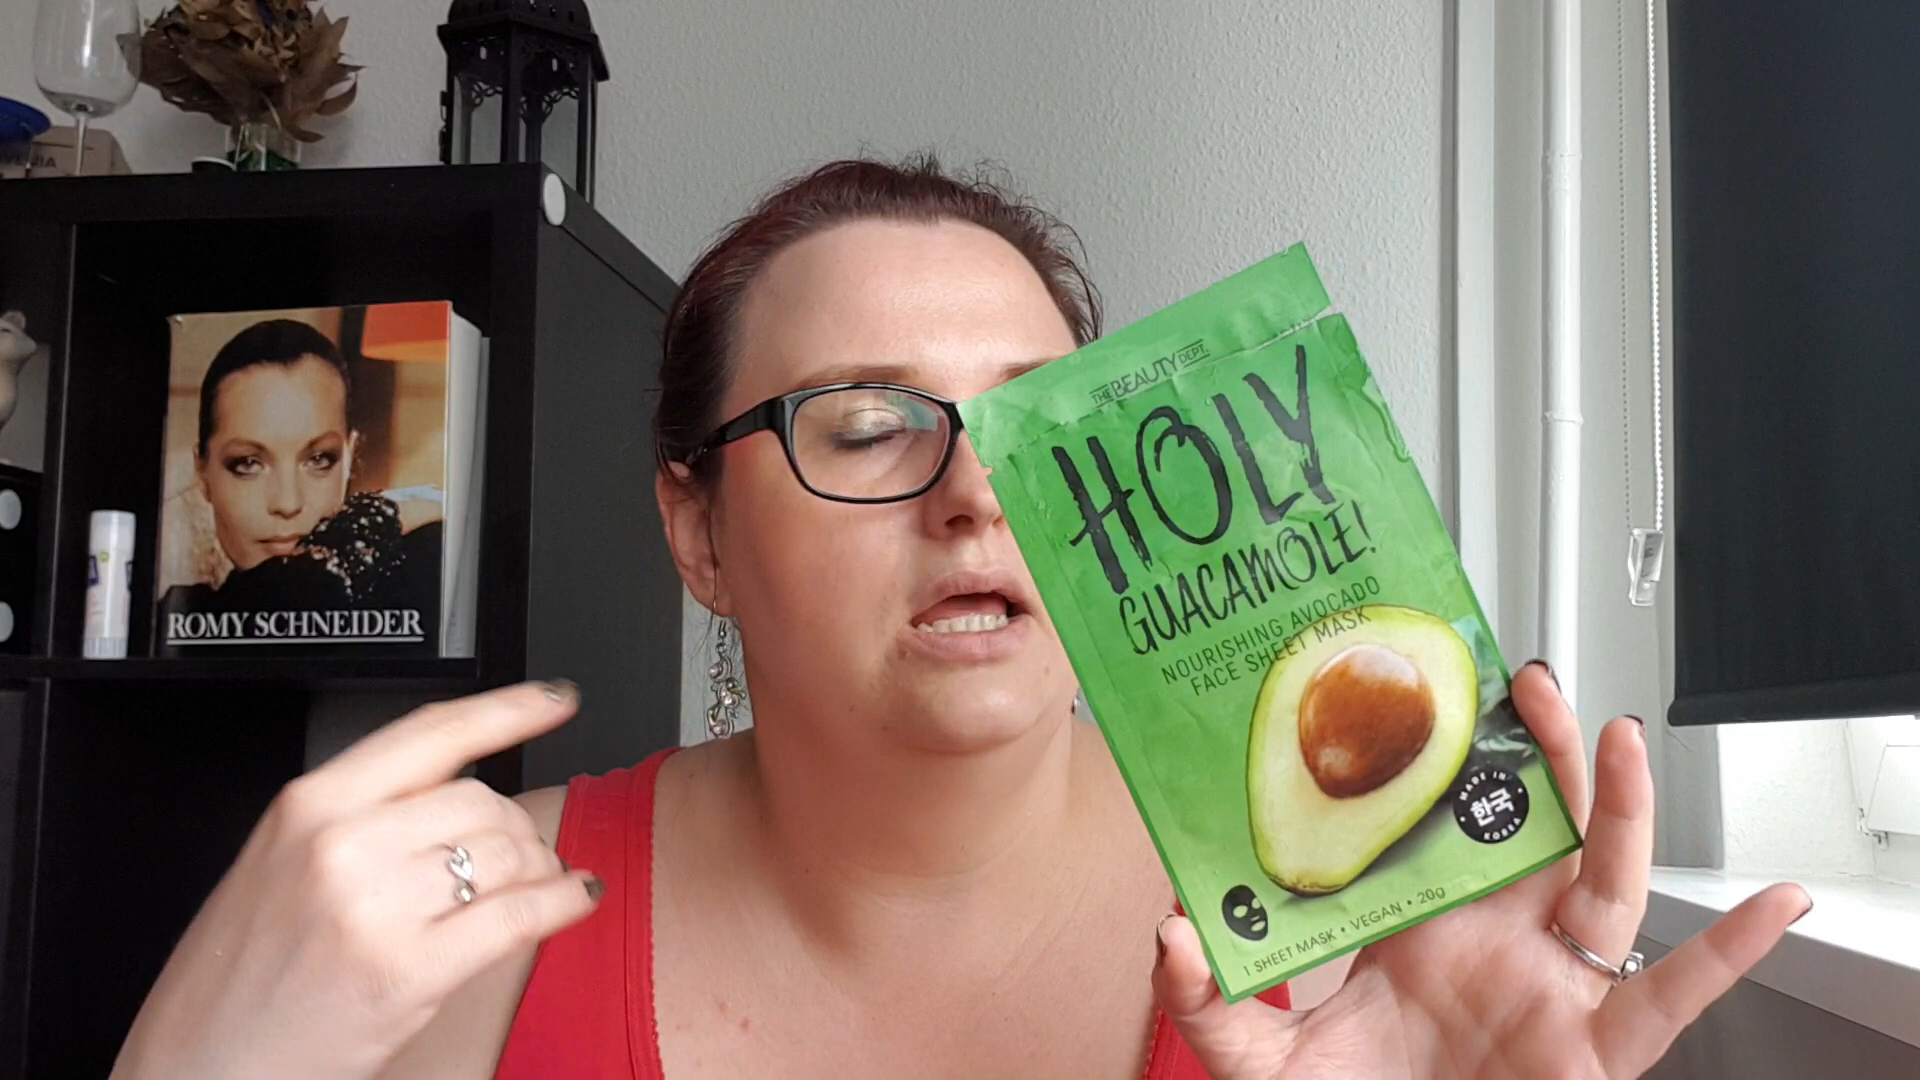 ROMY SCHNEIDER
THE BEAUTY DEPT.
HOLY
GUACAMOLE!
NOURISHING AVOCADO
FACE SHEET MASK
MADE IN
한국
KOREA
1 SHEET MASK • VEGAN • 20g